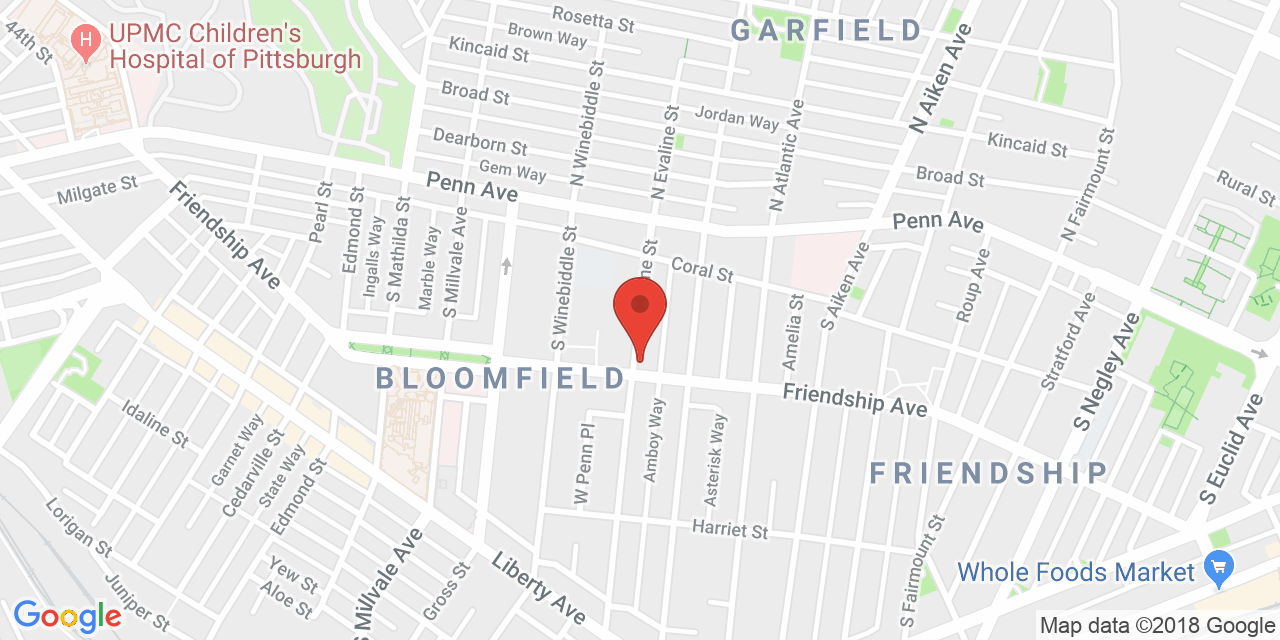 Rosetta St
GARFIELD
UPMC Children's
Hospital of Pittsburgh
44th St
Brown Way
Kincaid St
N Aiken Ave
Broad St
Jordan Way
N Winebiddle St
N Evaline St
N Atlantic Ave
Kincaid St
Dearborn St
Gem Way
Broad St
N Fairmount St
Rural St
Milgate St
Friendship Ave
Penn Ave
Penn Ave
Pearl St
Edmond St
Ingalls Way
S Mathilda St
Marble Way
S Millvale Ave
S Winebiddle St
ne St
Coral St
Amelia St
S Aiken Ave
Roup Ave
Stratford Ave
S Negley Ave
S Euclid Ave
BLOOMFIELD
Friendship Ave
Idaline St
Garnet Way
Cedarville St
State Way
Edmond St
W Penn Pl
Amboy Way
Asterisk Way
FRIENDSHIP
Lorigan St
Harriet St
Juniper St
Yew St
Aloe St
S Millvale Ave
Gross St
Liberty Ave
S Fairmount St
Whole Foods Market
Google
Map data ©2018 Google
H